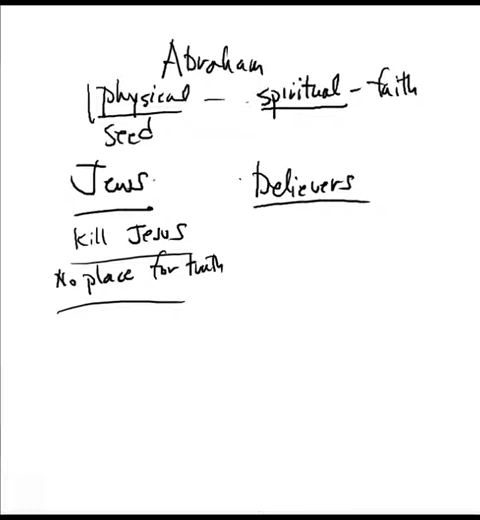 Abraham
physical — spiritual - faith
seed
Jews believers
kill Jesus
No place for truth